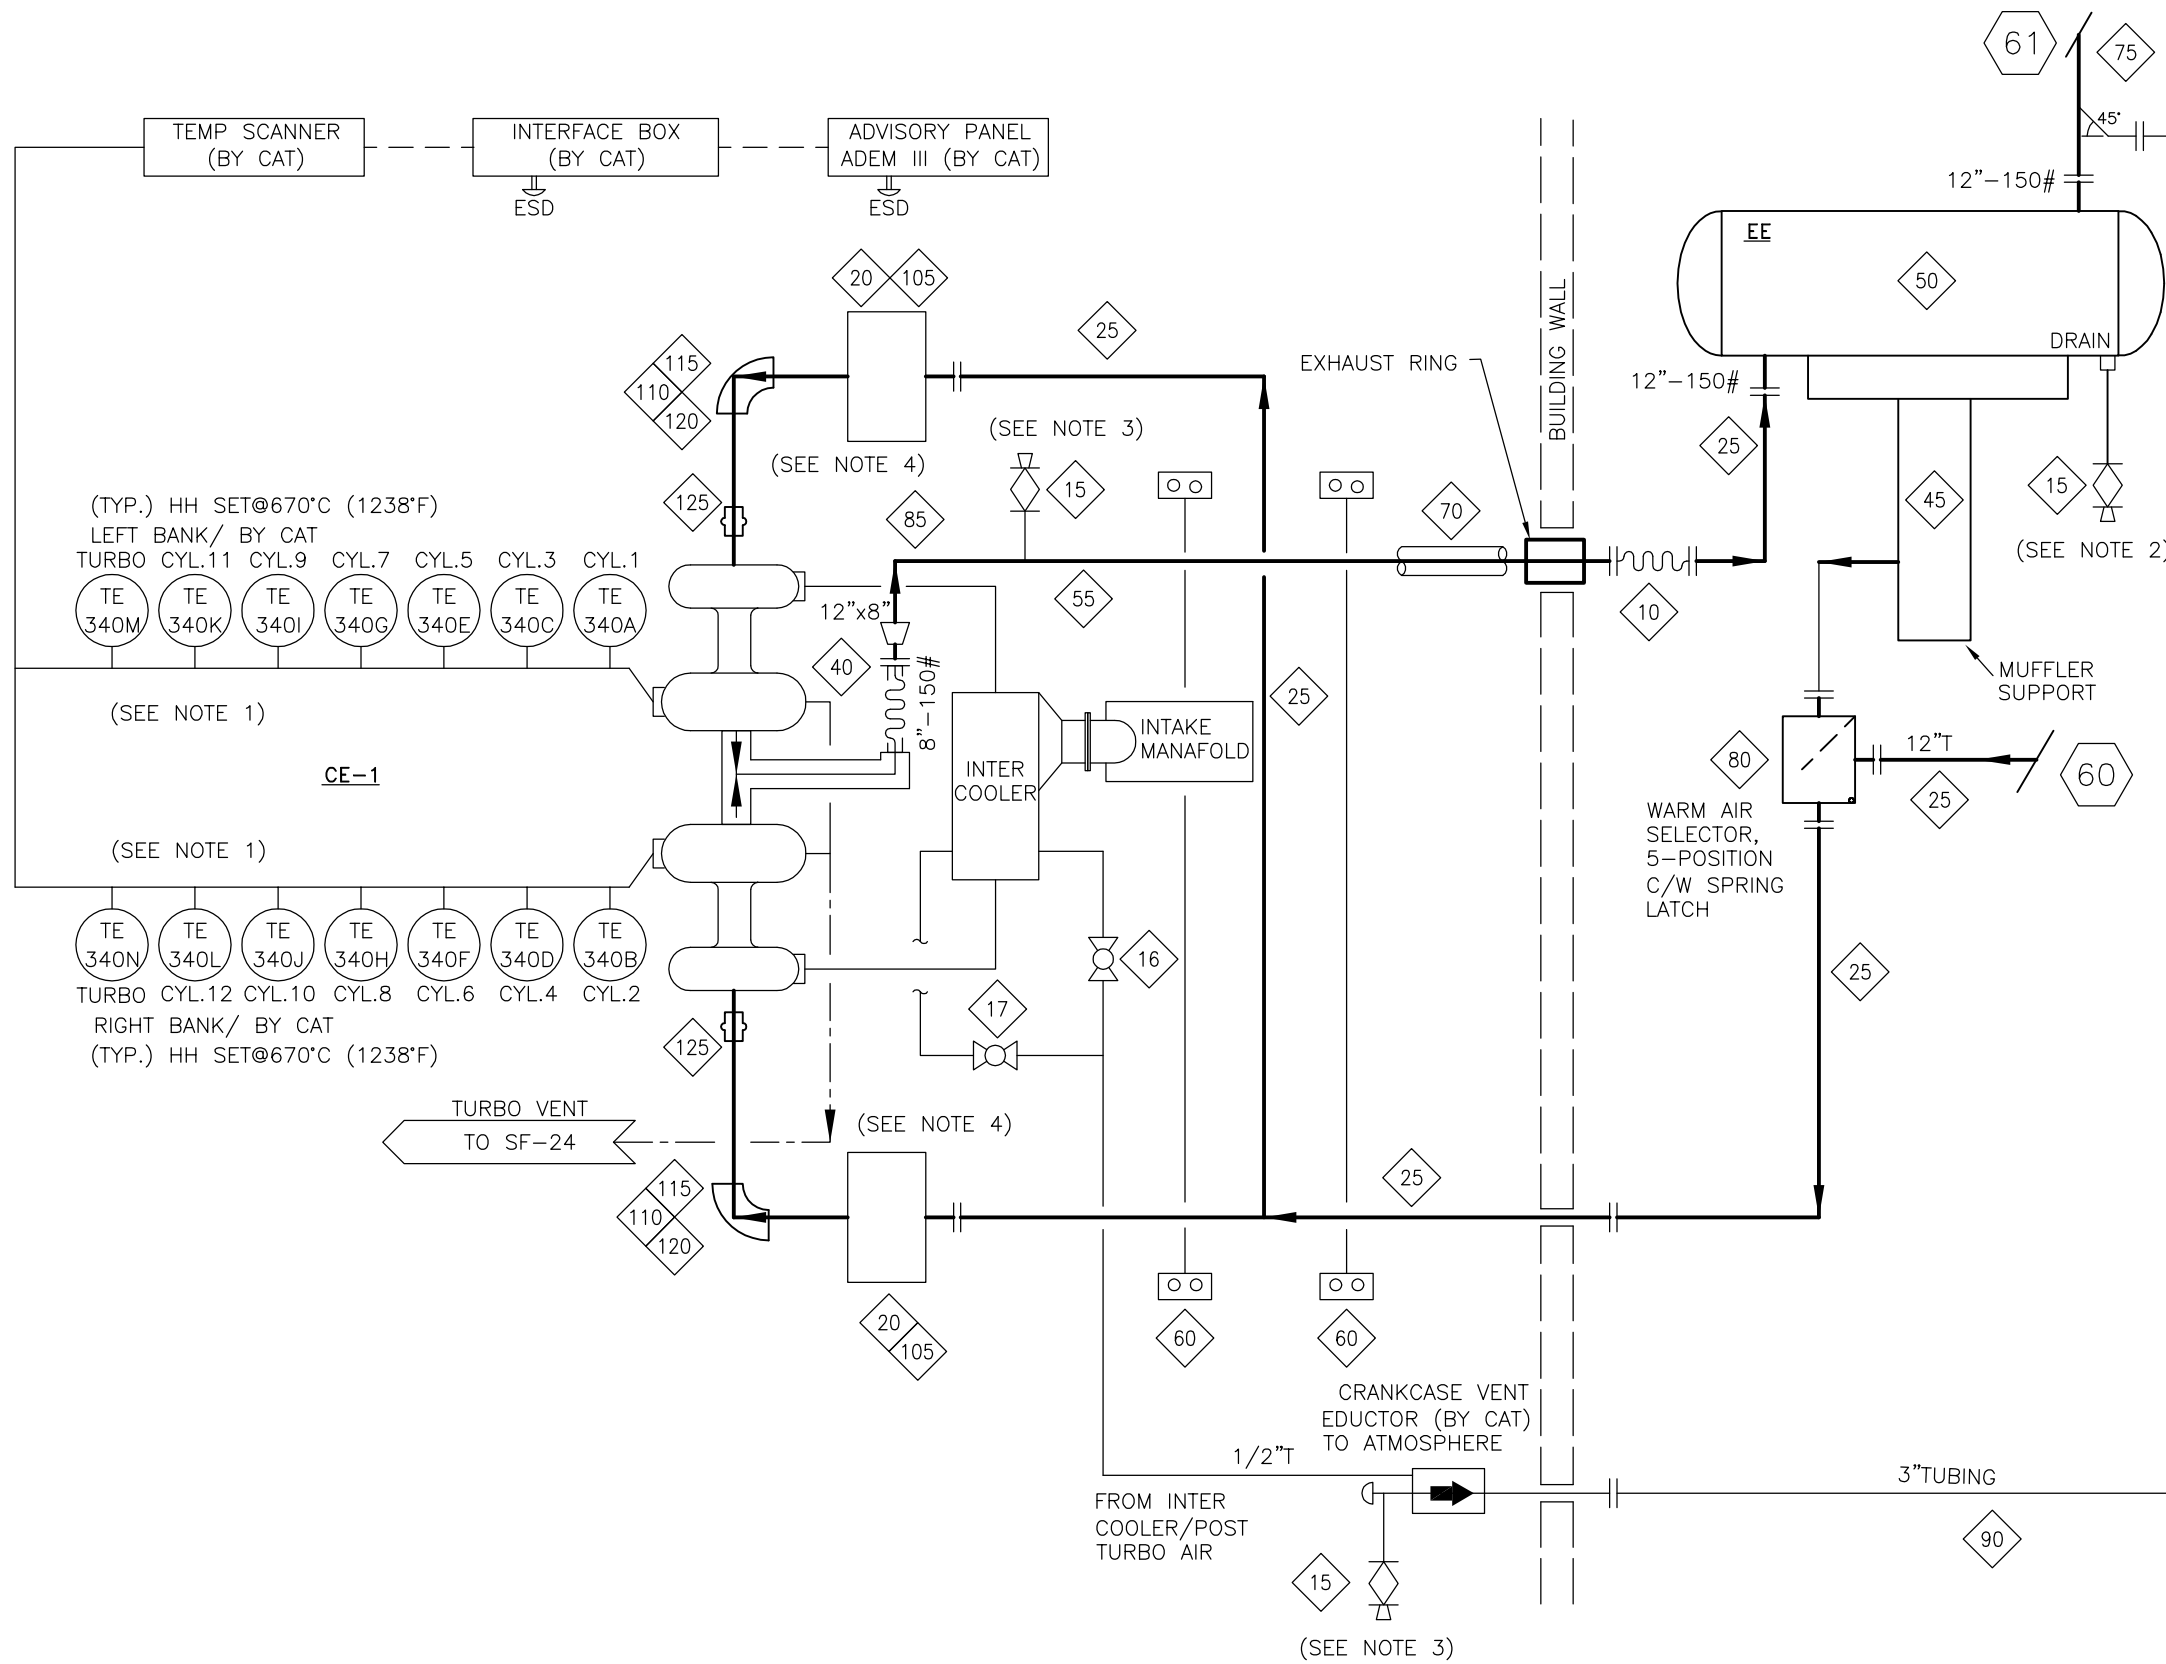 61
75
45°
12”-150#
TEMP SCANNER
(BY CAT)
INTERFACE BOX
(BY CAT)
ADVISORY PANEL
ADEM III (BY CAT)
ESD
ESD
EE
50
DRAIN
20
105
25
BUILDING WALL
EXHAUST RING
12”-150#
115
110
120
(SEE NOTE 4)
(SEE NOTE 3)
15
25
45
15
(SEE NOTE 2)
125
85
70
(TYP.) HH SET@670°C (1238°F)
LEFT BANK/ BY CAT
TURBO CYL.11 CYL.9 CYL.7 CYL.5 CYL.3 CYL.1
TE TE TE TE TE TE TE
340M 340K 340I 340G 340E 340C 340A
55
10
12”x8”
40
8”-150#
25
MUFFLER
SUPPORT
(SEE NOTE 1)
INTAKE
MANAFOLD
INTER
COOLER
CE-1
80
12”T
60
25
WARM AIR
SELECTOR,
5-POSITION
C/W SPRING
LATCH
(SEE NOTE 1)
TE TE TE TE TE TE TE
340N 340L 340J 340H 340F 340D 340B
TURBO CYL.12 CYL.10 CYL.8 CYL.6 CYL.4 CYL.2
RIGHT BANK/ BY CAT
(TYP.) HH SET@670°C (1238°F)
16
25
17
125
TURBO VENT
TO SF-24
(SEE NOTE 4)
115
110
120
25
20
105
60
60
CRANKCASE VENT
EDUCTOR (BY CAT)
TO ATMOSPHERE
1/2”T
3”TUBING
FROM INTER
COOLER/POST
TURBO AIR
90
15
(SEE NOTE 3)